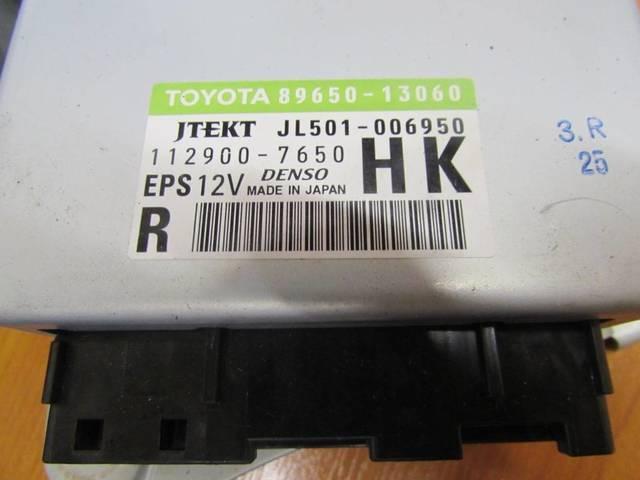 TOYOTA 89650-13060
JTEKT JL501-006950
112900-7650
DENSO
HK
EPS 12V MADE IN JAPAN
R
3.R
25